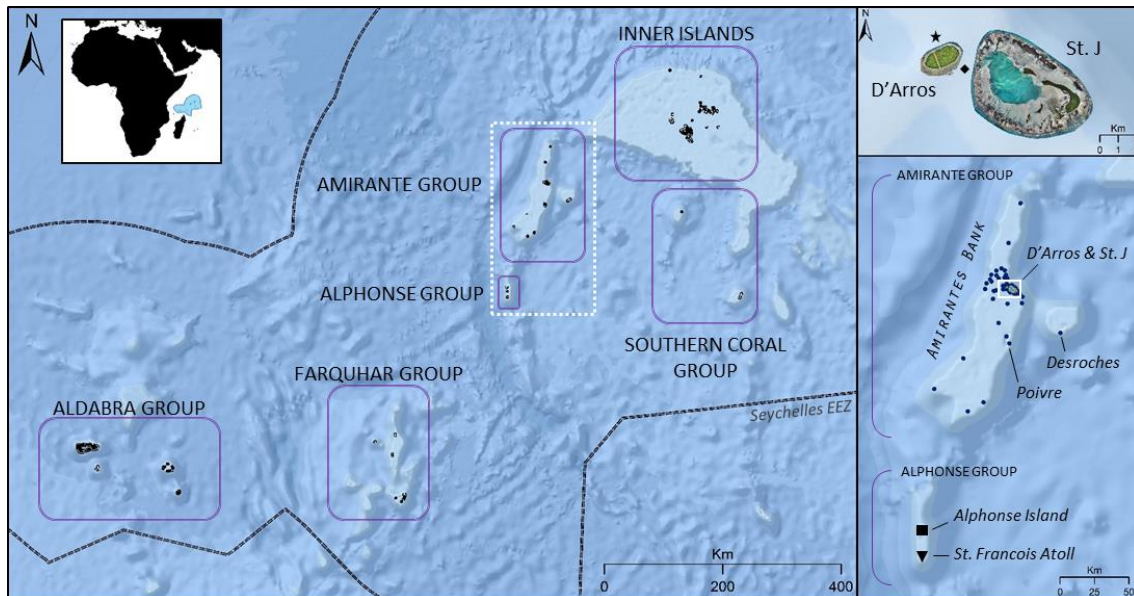 N
INNER ISLANDS
AMIRANTE GROUP
ALPHONSE GROUP
SOUTHERN CORAL
GROUP
FARQUHAR GROUP
ALDABRA GROUP
Seychelles EEZ
Km
0 200 400
N
St. J
D'Arros
Km
0 1
AMIRANTE GROUP
AMIRANTES BANK
D'Arros & St. J
Desroches
Poivre
ALPHONSE GROUP
Alphonse Island
St. Francois Atoll
Km
0 25 50